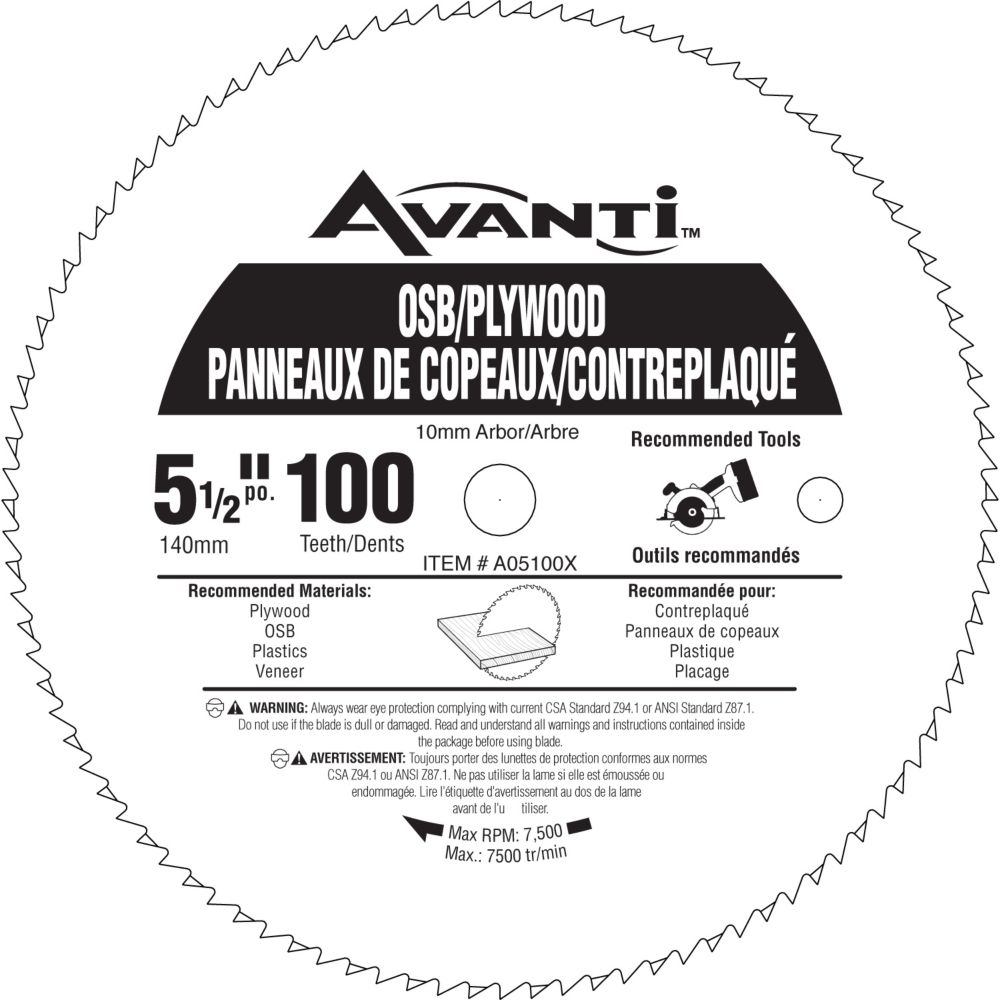 AVANTI™
OSB/PLYWOOD
PANNEAUX DE COPEAUX/CONTREPLAQUÉ
10mm Arbor/Arbre
Recommended Tools
5 1/2" po. 100
140mm
Teeth/Dents
ITEM # A05100X
Outils recommandés
Recommended Materials:
Plywood
OSB
Plastics
Veneer
Recommandée pour:
Contreplaqué
Panneaux de copeaux
Plastique
Placage
WARNING: Always wear eye protection complying with current CSA Standard Z94.1 or ANSI Standard Z87.1.
Do not use if the blade is dull or damaged. Read and understand all warnings and instructions contained inside
the package before using blade.
AVERTISSEMENT: Toujours porter des lunettes de protection conformes aux normes
CSA Z94.1 ou ANSI Z87.1. Ne pas utiliser la lame si elle est émoussée ou
endommagée. Lire l'étiquette d'avertissement au dos de la lame
avant de l'u tiliser.
Max RPM: 7,500
Max.: 7500 tr/min